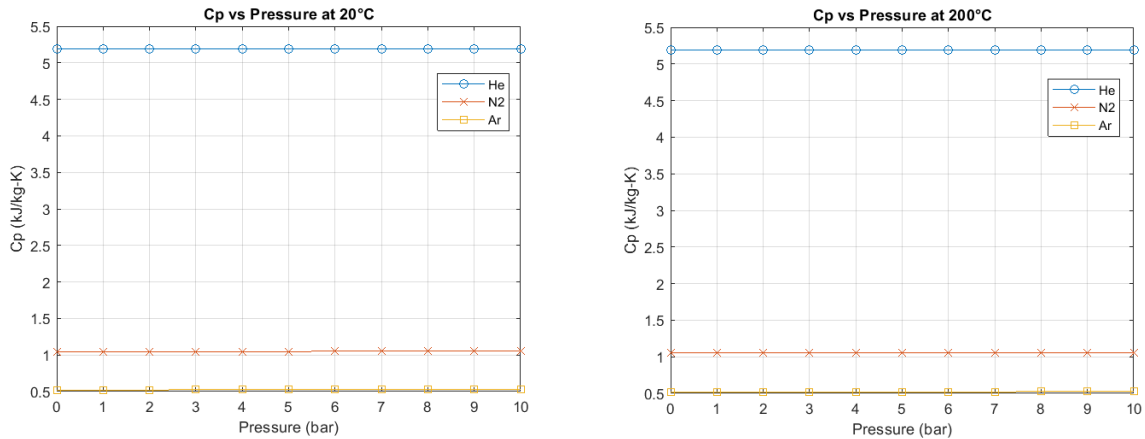 Cp vs Pressure at 20°C
5.5
5
4.5
4
3.5
3
2.5
2
1.5
1
0.5
Cp (kJ/kg-K)
He
N2
Ar
0 1 2 3 4 5 6 7 8 9 10
Pressure (bar)
Cp vs Pressure at 200°C
5.5
5
4.5
4
3.5
3
2.5
2
1.5
1
0.5
Cp (kJ/kg-K)
He
N2
Ar
0 1 2 3 4 5 6 7 8 9 10
Pressure (bar)